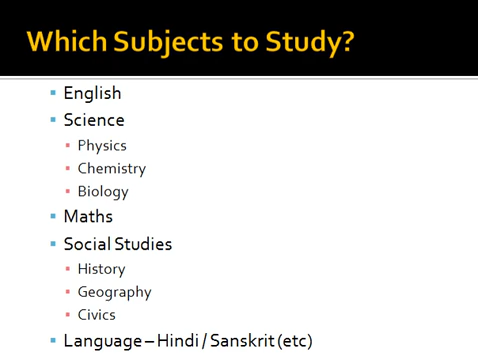 Which Subjects to Study?
English
Science
Physics
Chemistry
Biology
Maths
Social Studies
History
Geography
Civics
Language – Hindi / Sanskrit (etc)